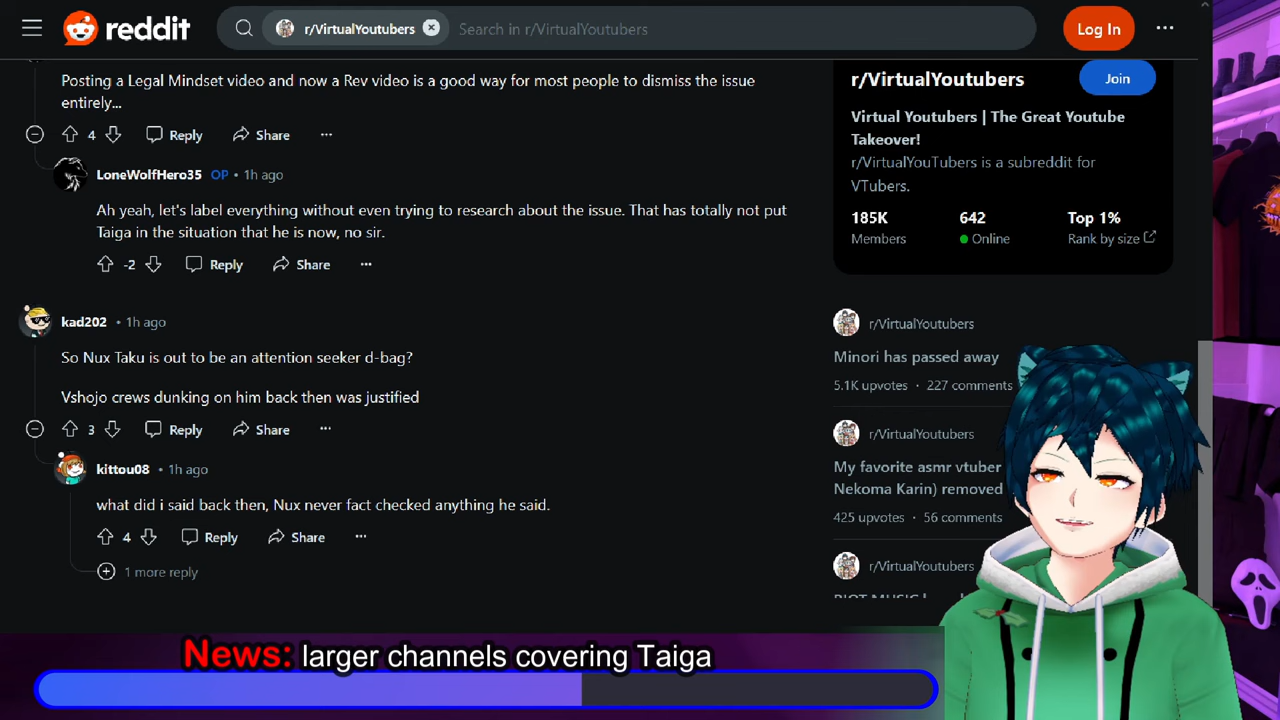 reddit
r/VirtualYoutubers
Search in r/VirtualYoutubers
Log In
Posting a Legal Mindset video and now a Rev video is a good way for most people to dismiss the issue
entirely...
4
Reply
Share
LoneWolfHero35 OP • 1h ago
Ah yeah, let's label everything without even trying to research about the issue. That has totally not put
Taiga in the situation that he is now, no sir.
-2
Reply
Share
kad202 • 1h ago
So Nux Taku is out to be an attention seeker d-bag?
Vshojo crews dunking on him back then was justified
3
Reply
Share
kittou08 • 1h ago
what did i said back then, Nux never fact checked anything he said.
4
Reply
Share
1 more reply
r/VirtualYoutubers
Join
Virtual Youtubers | The Great Youtube
Takeover!
r/VirtualYouTubers is a subreddit for
VTubers.
185K
642
Top 1%
Members
Online
Rank by size
r/VirtualYoutubers
Minori has passed away
5.1K upvotes • 227 comments
r/VirtualYoutubers
My favorite asmr vtuber
Nekoma Karin) removed
425 upvotes • 56 comments
r/VirtualYoutubers
News: larger channels covering Taiga